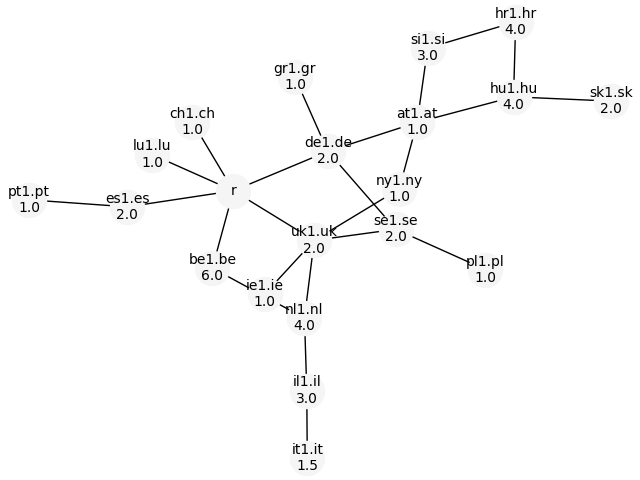 hr1.hr
4.0
si1.si
3.0
gr1.gr
1.0
hu1.hu
4.0
sk1.sk
2.0
ch1.ch
1.0
at1.at
1.0
lu1.lu
1.0
de1.de
2.0
pt1.pt
1.0
es1.es
2.0
r
ny1.ny
1.0
uk1.uk
2.0
se1.se
2.0
be1.be
6.0
ie1.ie
1.0
pl1.pl
1.0
nl1.nl
4.0
il1.il
3.0
it1.it
1.5